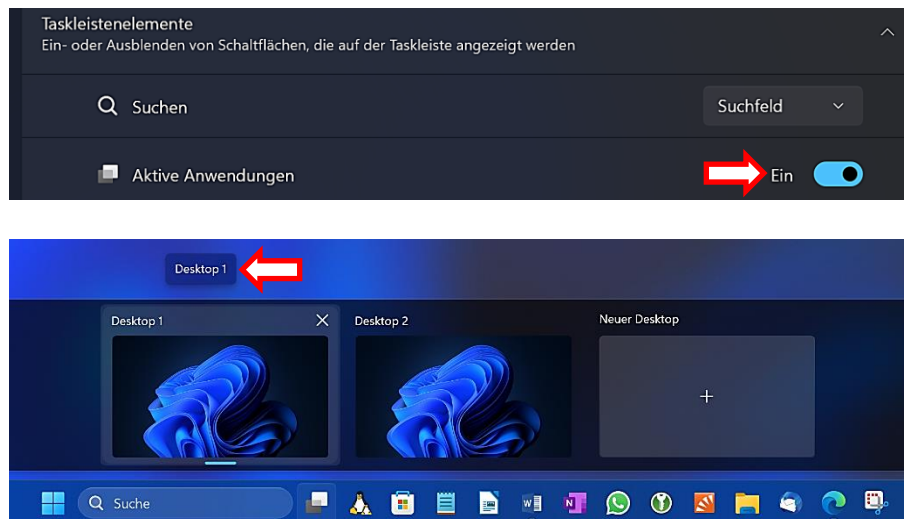 Taskleistenelemente
Ein- oder Ausblenden von Schaltflächen, die auf der Taskleiste angezeigt werden
Suchen
Suchfeld
Aktive Anwendungen
Ein
Desktop 1
Desktop 1
Desktop 2
Neuer Desktop
Suche